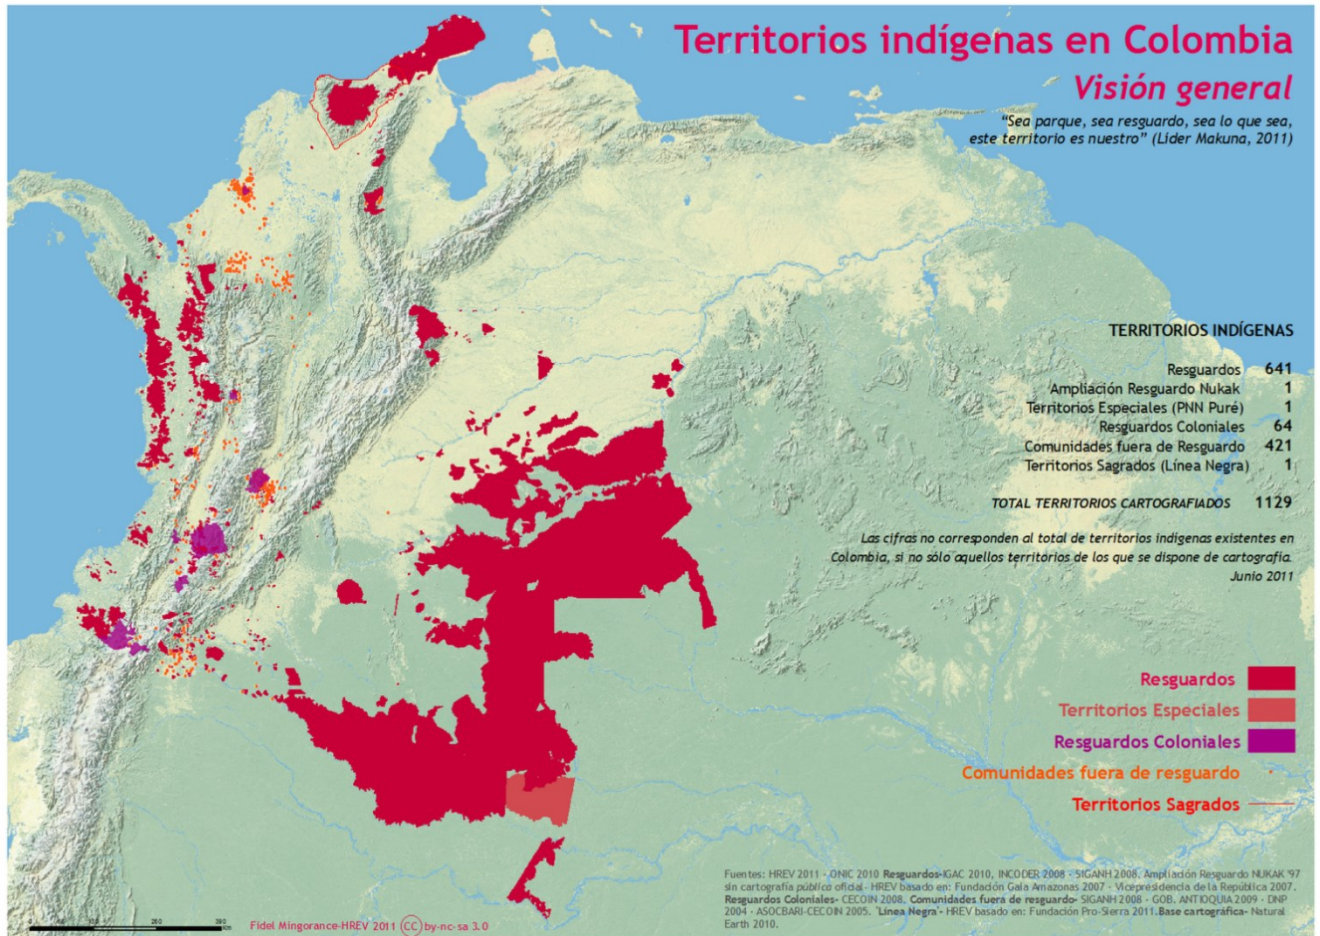 Territorios indígenas en Colombia
Visión general
“Sea parque, sea resguardo, sea lo que sea,
este territorio es nuestro” (Lider Makuna, 2011)
TERRITORIOS INDÍGENAS
Resguardos 641
Ampliación Resguardo Nukak 1
Territorios Especiales (PNN Puré) 1
Resguardos Coloniales 64
Comunidades fuera de Resguardo 421
Territorios Sagrados (Línea Negra) 1
TOTAL TERRITORIOS CARTOGRAFIADOS 1129
Las cifras no corresponden al total de territorios indígenas existentes en
Colombia, si no sólo aquellos territorios de los que se dispone de cartografía.
Junio 2011
Resguardos
Territorios Especiales
Resguardos Coloniales
Comunidades fuera de resguardo
Territorios Sagrados
Fuentes: HREV 2011 - ONIC 2010 Resguardos-IGAC 2010, INCODER 2008 - SIGANH 2008. Ampliación Resguardo NUKAK '97
sin cartografía público oficial- HREV basado en: Fundación Gaia Amazonas 2007 - Vicepresidencia de la República 2007.
Resguardos Coloniales- CECOIN 2008. Comunidades fuera de resguardo- SIGANH 2008 - GOB. ANTIOQUIA 2009 - DNP
2004 - ASOCBARI-CECOIN 2005. "Línea Negra"- HREV basado en: Fundación Pro-Sierra 2011. Base cartográfica- Natural
Earth 2010.
Fidel Mingorance-HREV 2011 (CC) by-nc-sa 3.0